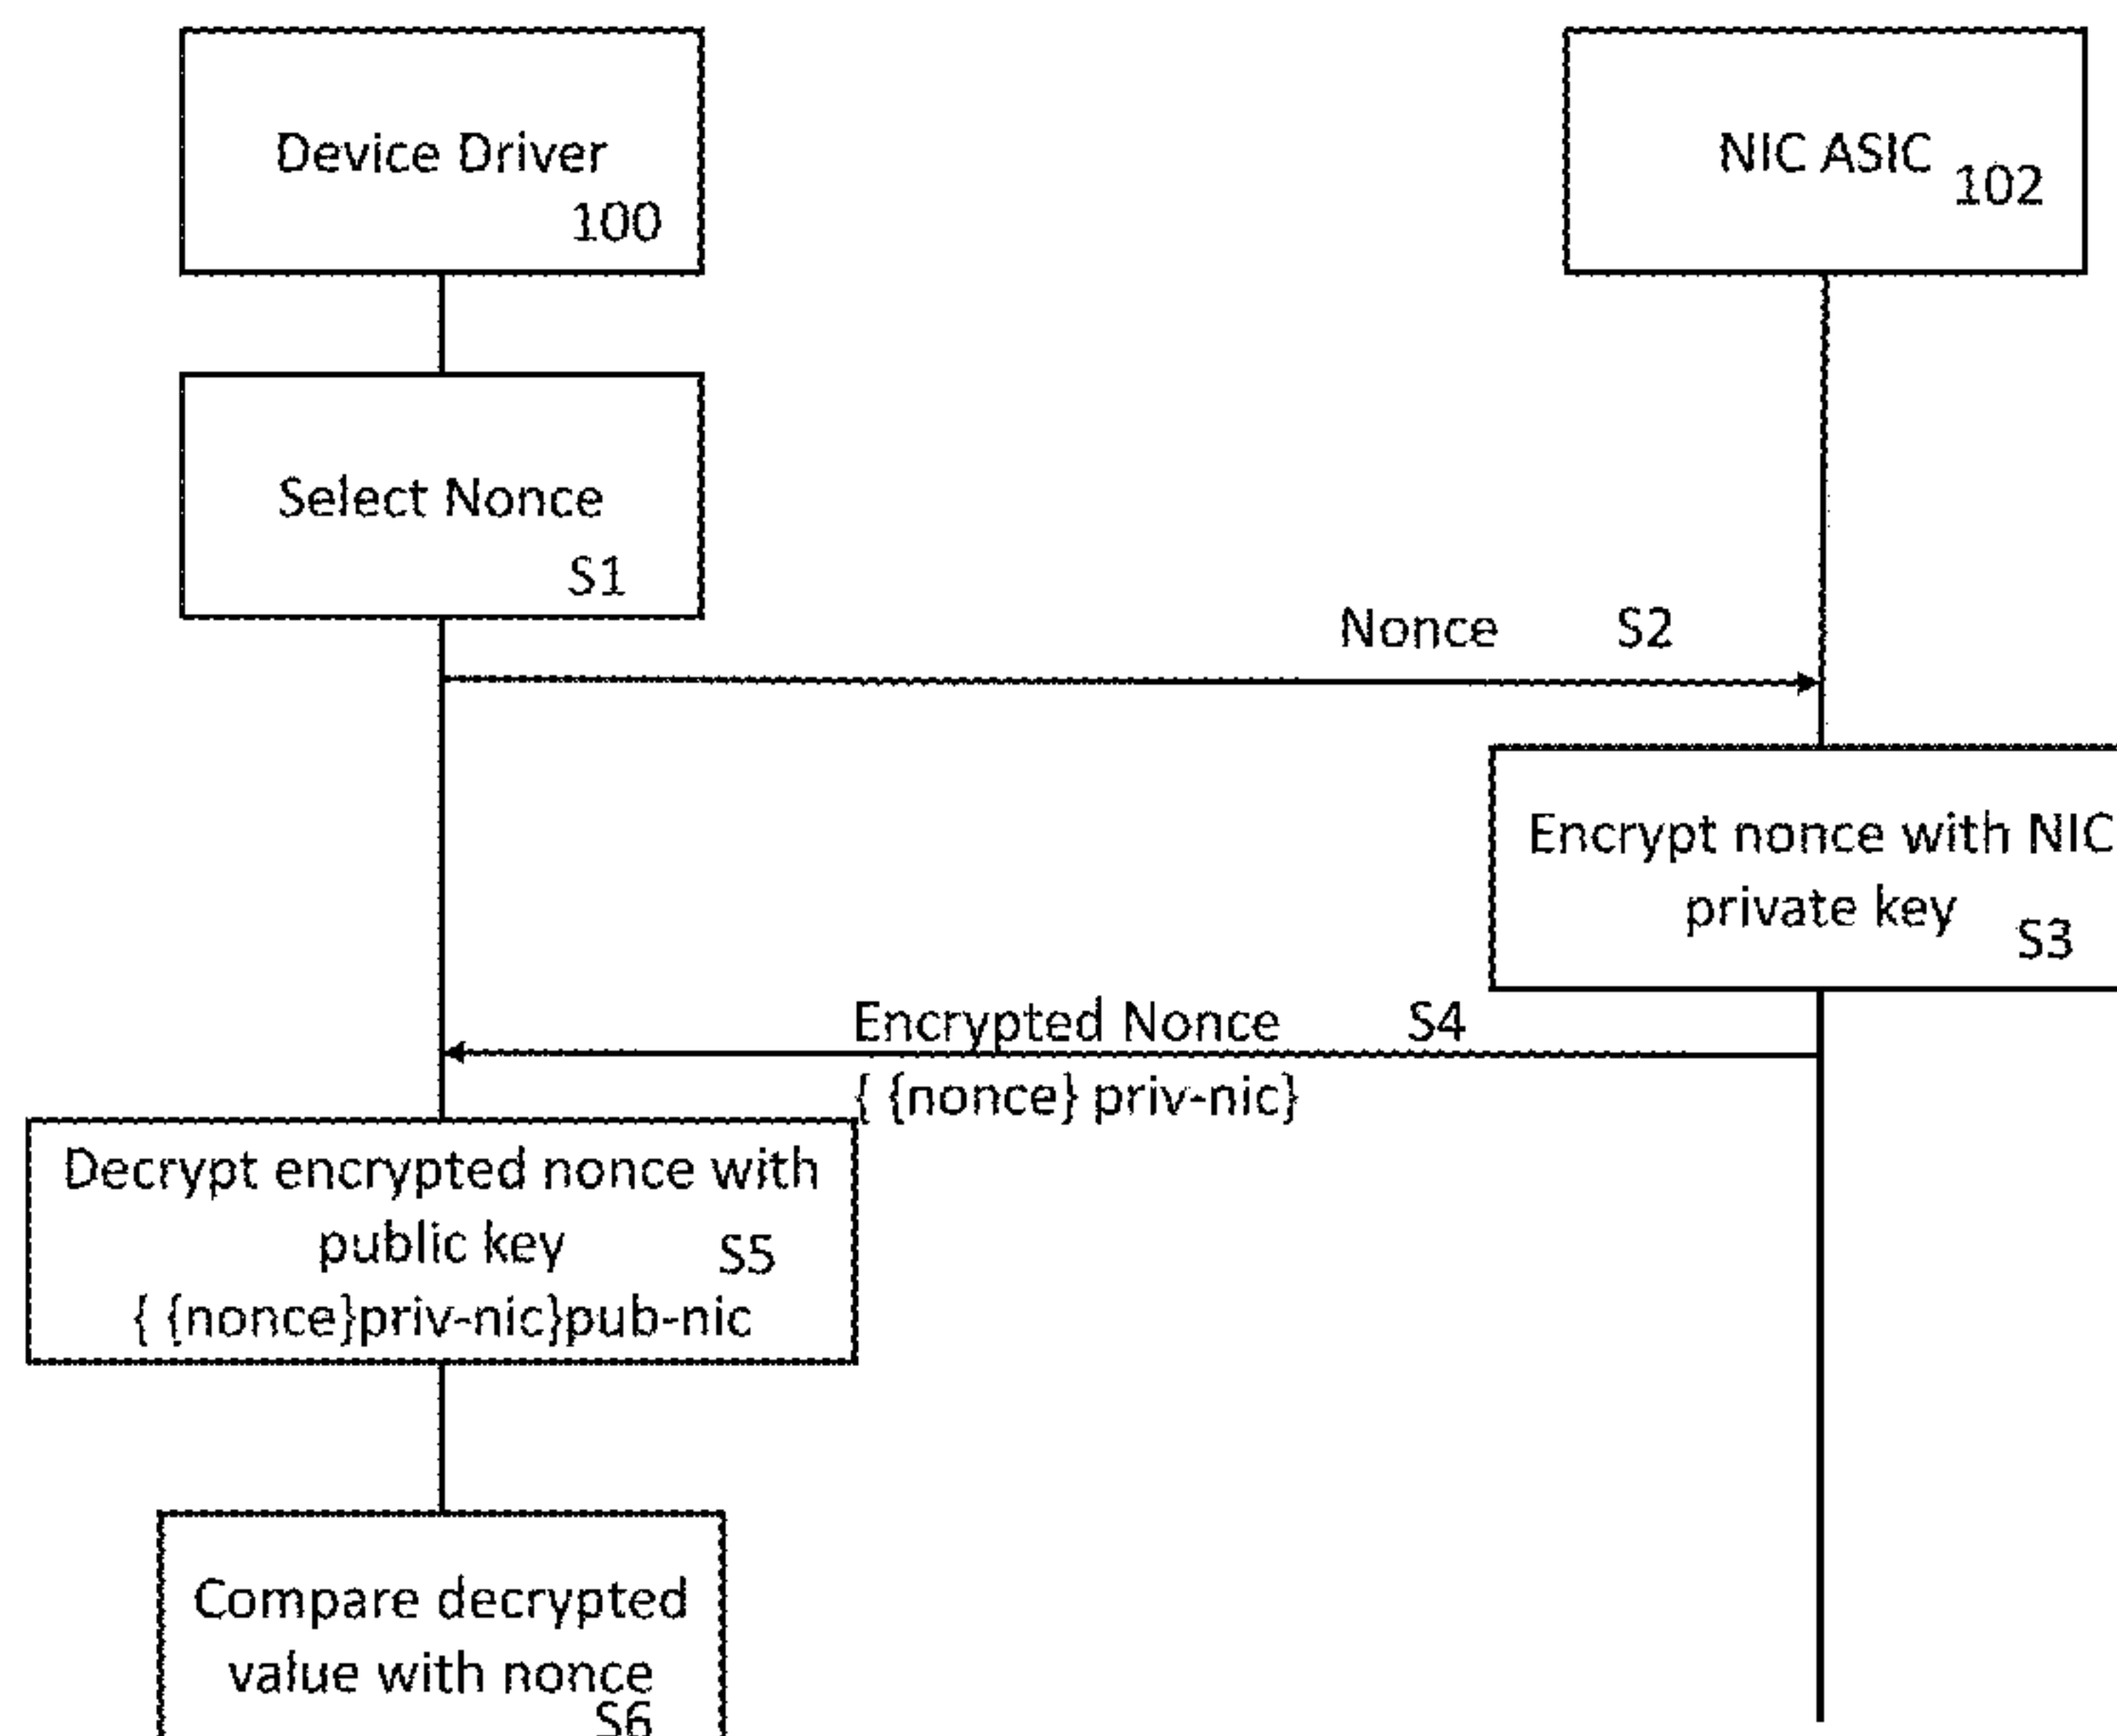 Device Driver
100
NIC ASIC
102
Select Nonce
S1
Nonce S2
Encrypt nonce with NIC
private key
S3
Encrypted Nonce S4
{ {nonce} priv-nic}
Decrypt encrypted nonce with
public key
S5
{ {nonce}priv-nic}pub-nic
Compare decrypted
value with nonce
S6